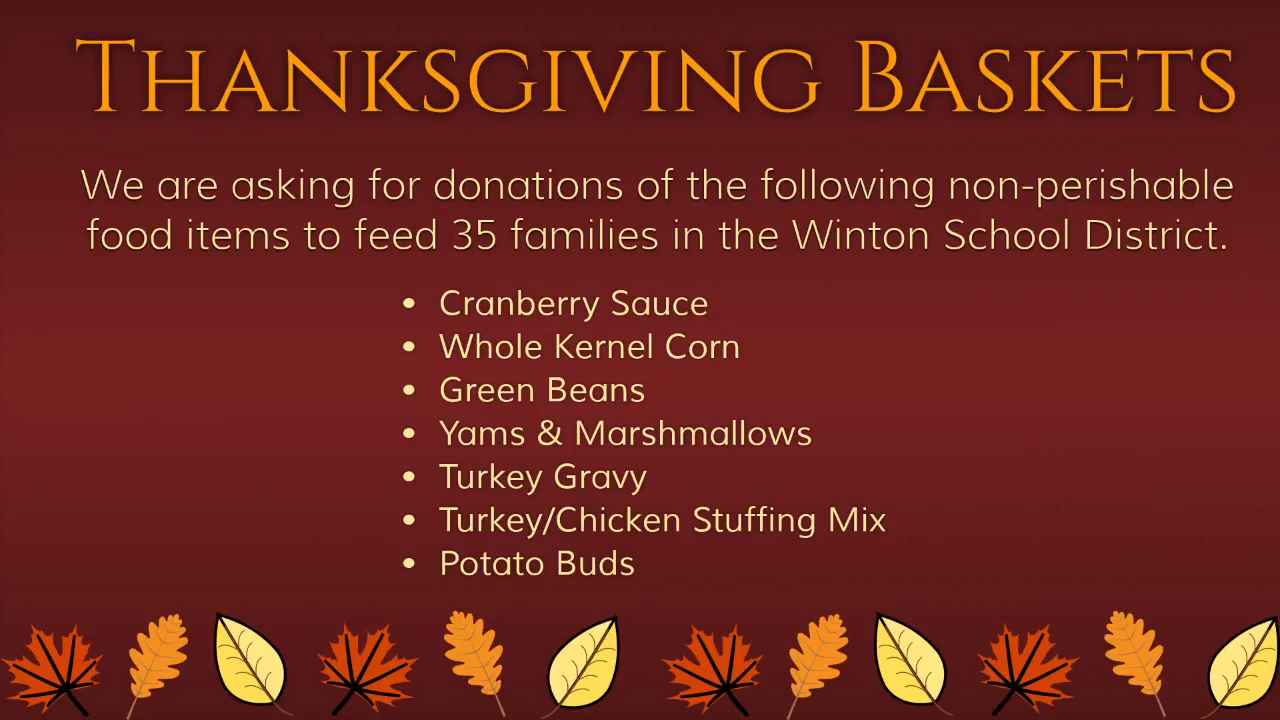 Thanksgiving Baskets
We are asking for donations of the following non-perishable
food items to feed 35 families in the Winton School District.
• Cranberry Sauce
• Whole Kernel Corn
• Green Beans
• Yams & Marshmallows
• Turkey Gravy
• Turkey/Chicken Stuffing Mix
• Potato Buds